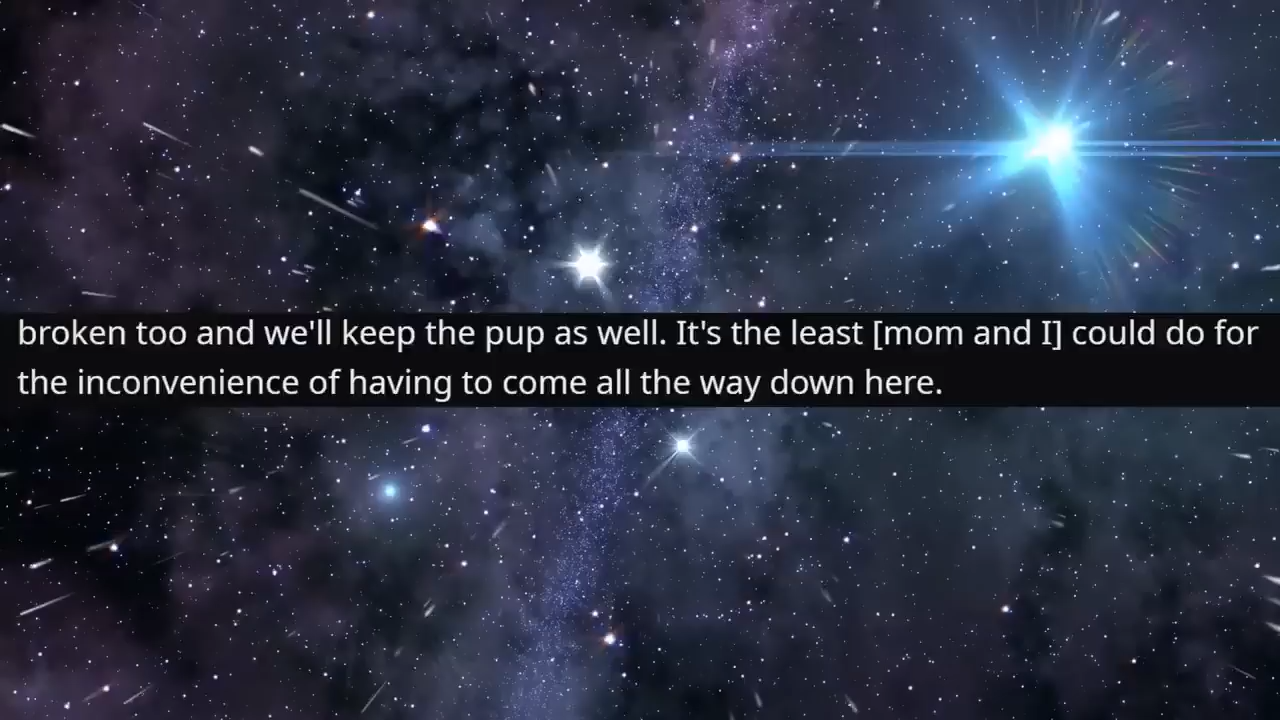 broken too and we'll keep the pup as well. It's the least [mom and I] could do for
the inconvenience of having to come all the way down here.